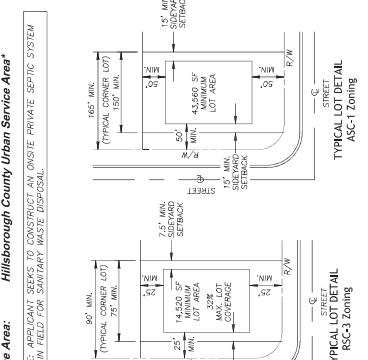 Hillsborough County Urban Service Area*
e Area:
APPLICANT SEEKS TO CONSTRUCT AN ONSITE PRIVATE SEPTIC SYSTEM
IN FIELD FOR SANITARY WASTE DISPOSAL.
165' MIN.
(TYPICAL CORNER LOT)
150' MIN.
15' MIN.
SIDEYARD
SETBACK
50'
MIN.
43,560 SF
MINIMUM
LOT AREA
50'
MIN.
50'
MIN.
R/W
R/W
STREET
15' MIN.
SIDEYARD
SETBACK
STREET
TYPICAL LOT DETAIL
ASC-1 Zoning
90' MIN.
(TYPICAL CORNER LOT)
75' MIN.
7.5' MIN.
SIDEYARD
SETBACK
25'
MIN.
14,520 SF
MINIMUM
LOT AREA
32%
MAX. LOT
COVERAGE
25'
MIN.
25'
MIN.
R/W
STREET
TYPICAL LOT DETAIL
RSC-3 Zoning